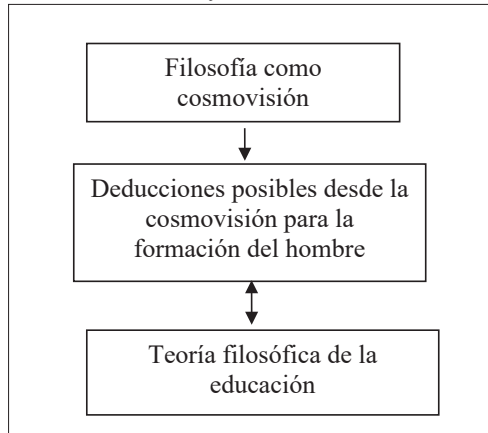 Filosofía como
cosmovisión
Deducciones posibles desde la
cosmovisión para la
formación del hombre
Teoría filosófica de la
educación